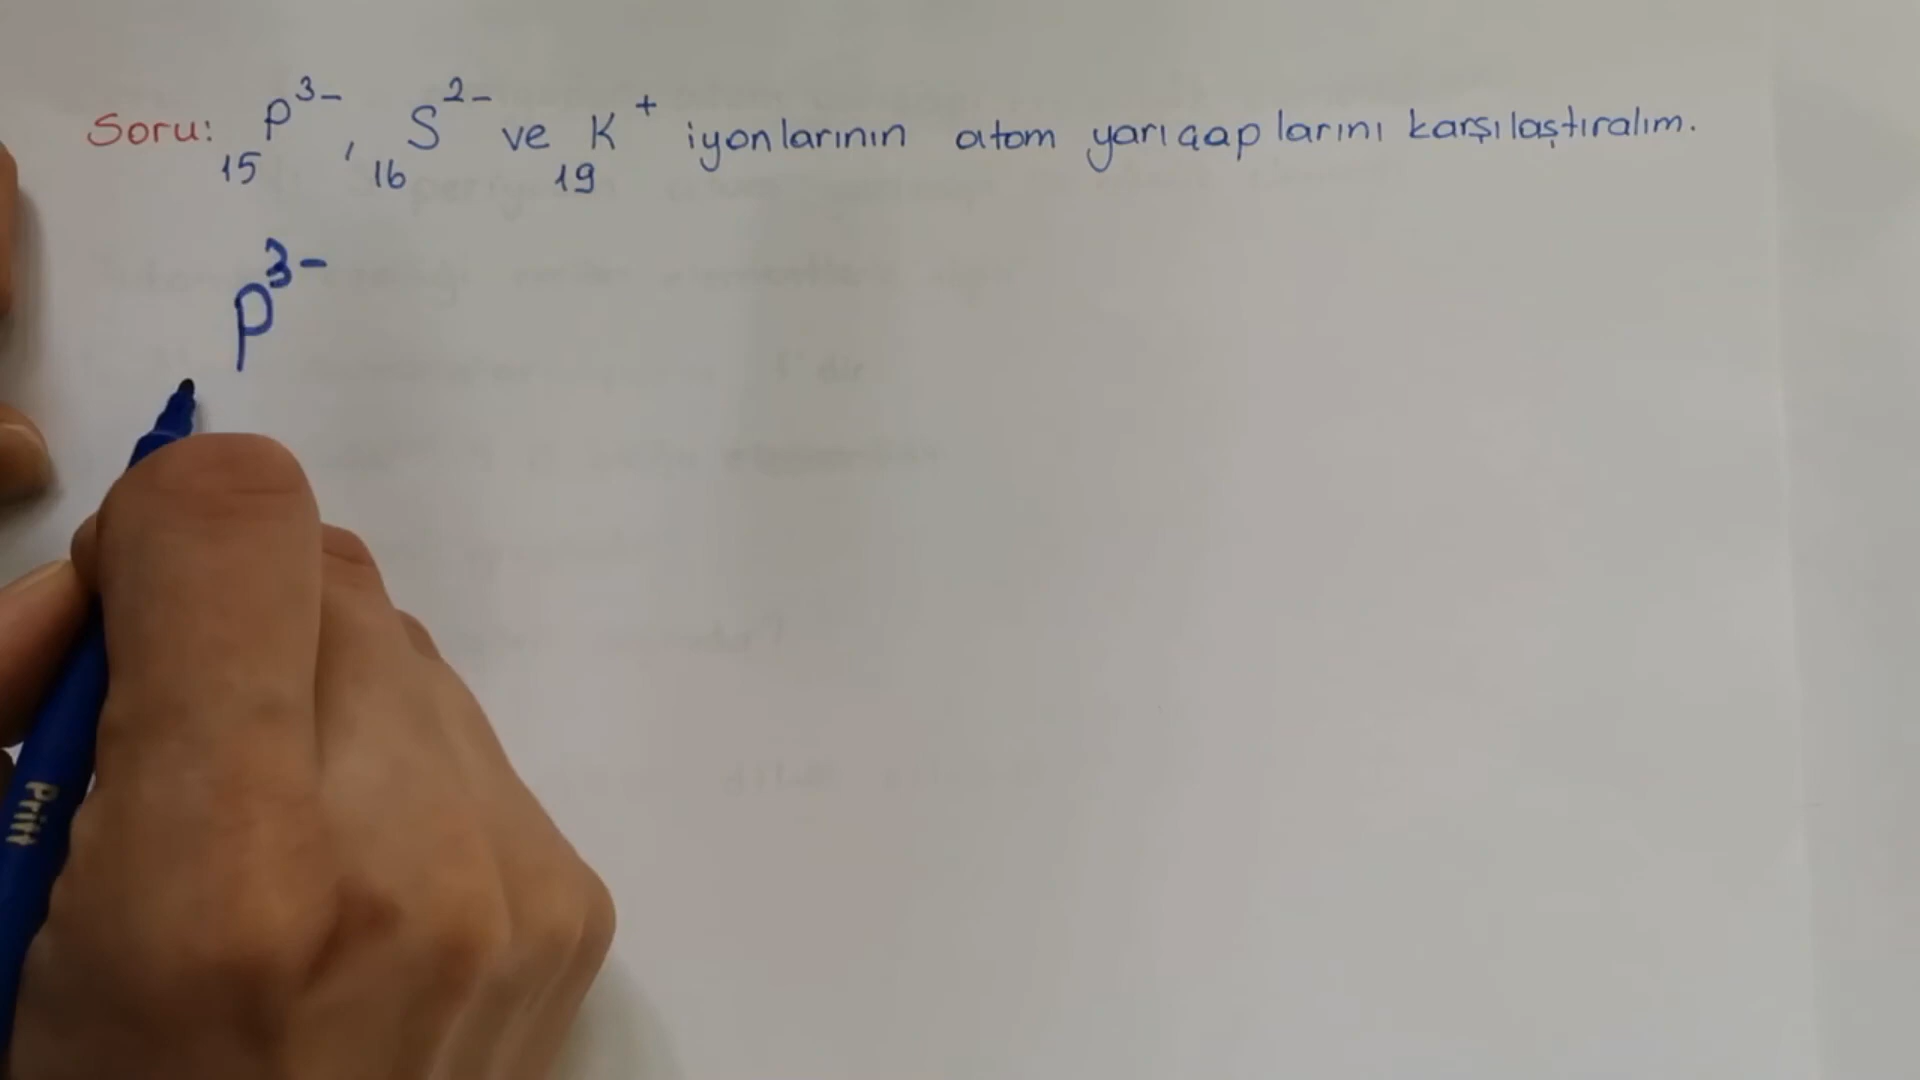 Soru: ₁₅P³⁻, ₁₆S²⁻ ve ₁₉K⁺ iyonlarının atom yarıçaplarını karşılaştıralım.
P³⁻
Pritt